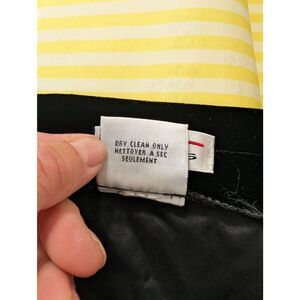 DRY CLEAN ONLY
NETTOYER A SEC
SEULEMENT